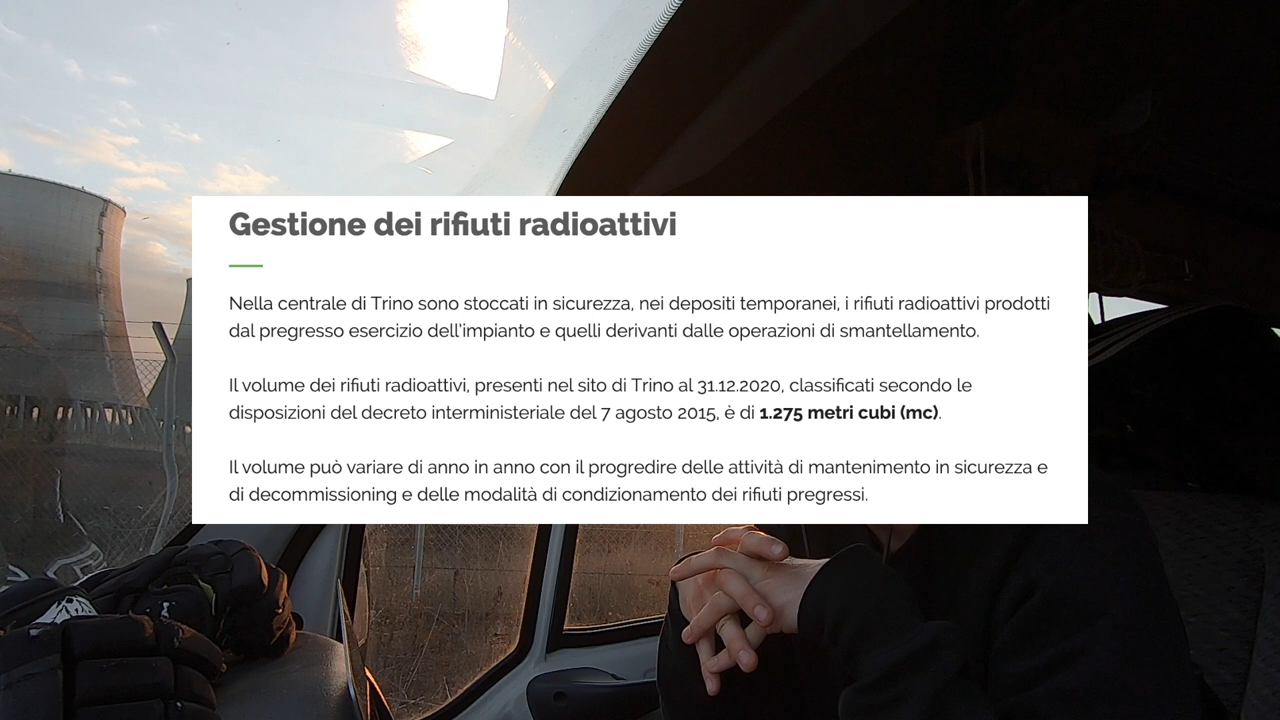 Gestione dei rifiuti radioattivi
Nella centrale di Trino sono stoccati in sicurezza, nei depositi temporanei, i rifiuti radioattivi prodotti
dal pregresso esercizio dell'impianto e quelli derivanti dalle operazioni di smantellamento.
Il volume dei rifiuti radioattivi, presenti nel sito di Trino al 31.12.2020, classificati secondo le
disposizioni del decreto interministeriale del 7 agosto 2015, è di 1.275 metri cubi (mc).
Il volume può variare di anno in anno con il progredire delle attività di mantenimento in sicurezza e
di decommissioning e delle modalità di condizionamento dei rifiuti pregressi.